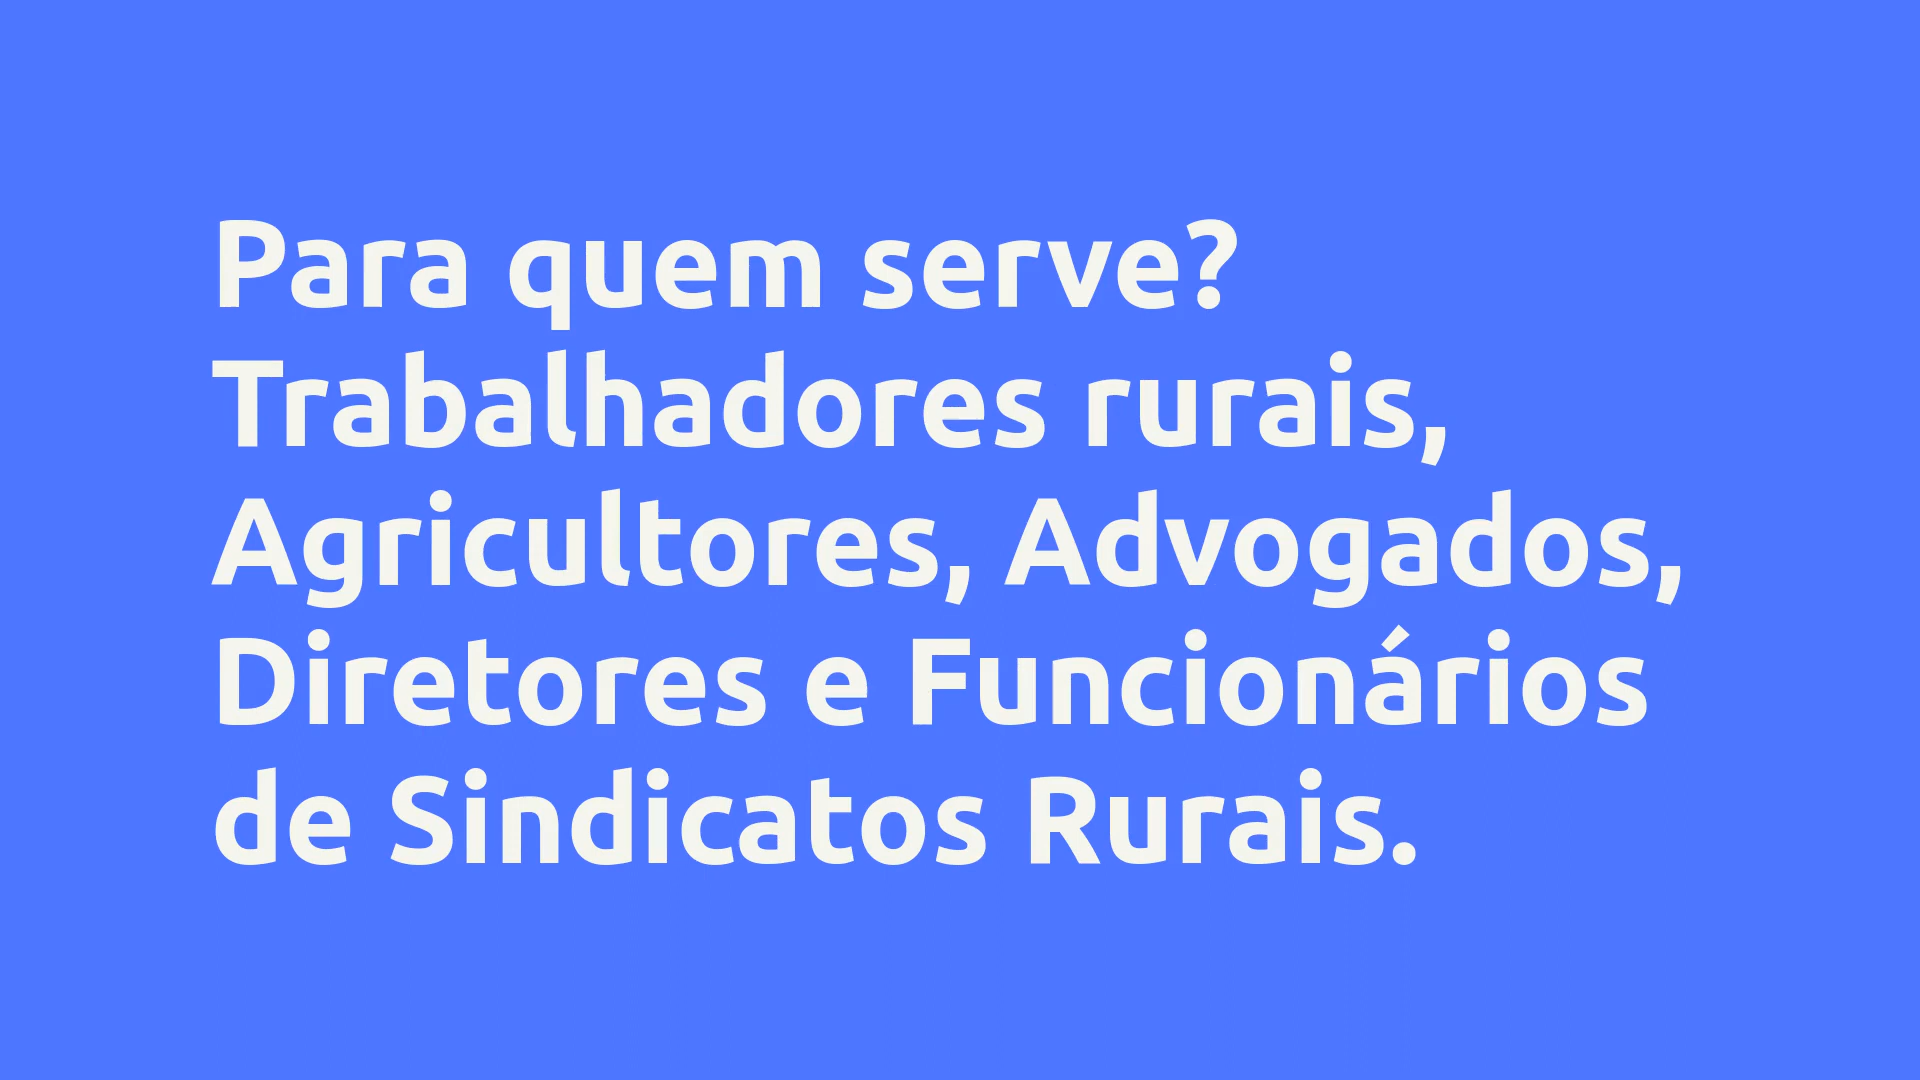 Para quem serve?
Trabalhadores rurais,
Agricultores, Advogados,
Diretores e Funcionários
de Sindicatos Rurais.